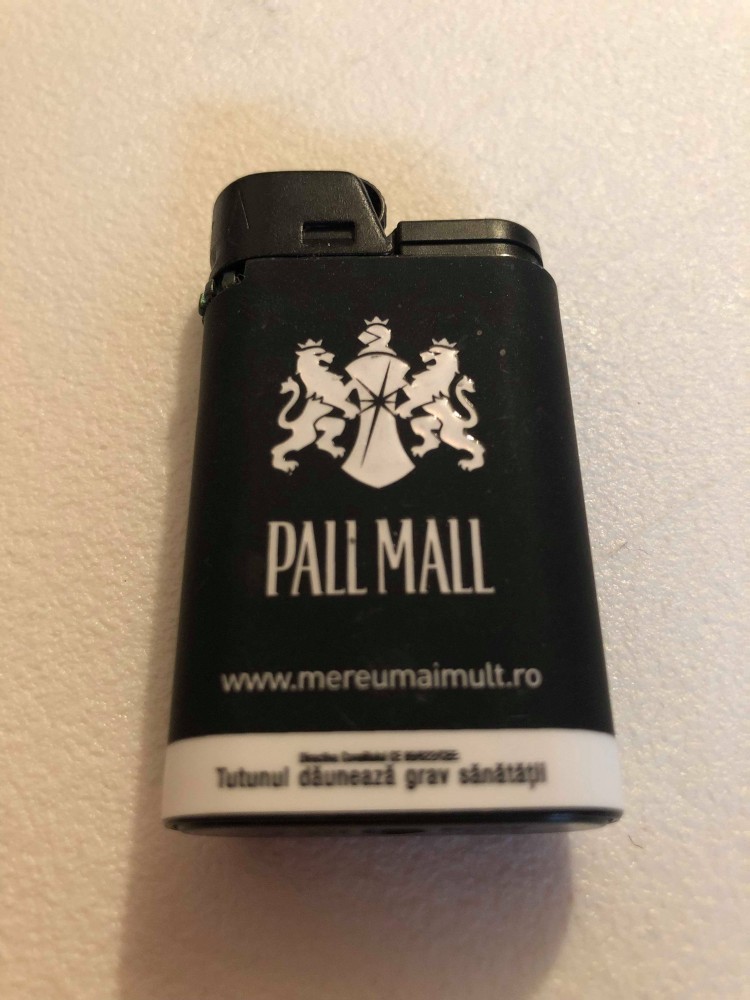 PALL MALL
www.mereumaimult.ro
Tutunul dăunează grav sănătății